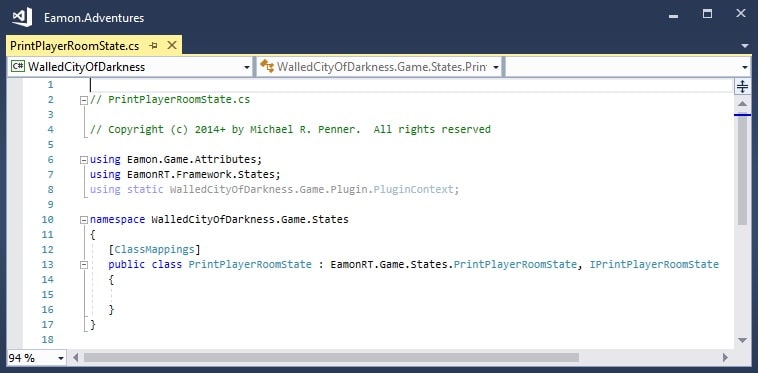 Eamon.Adventures
PrintPlayerRoomState.cs
WalledCityOfDarkness
WalledCityOfDarkness.Game.States.Prin
1
2 // PrintPlayerRoomState.cs
3
4 // Copyright (c) 2014+ by Michael R. Penner.  All rights reserved
5
6 using Eamon.Game.Attributes;
7 using EamonRT.Framework.States;
8 using static WalledCityOfDarkness.Game.Plugin.PluginContext;
9
10 namespace WalledCityOfDarkness.Game.States
11 {
12 [ClassMappings]
13 public class PrintPlayerRoomState : EamonRT.Game.States.PrintPlayerRoomState, IPrintPlayerRoomState
14 {
15
16 }
17 }
18
94 %